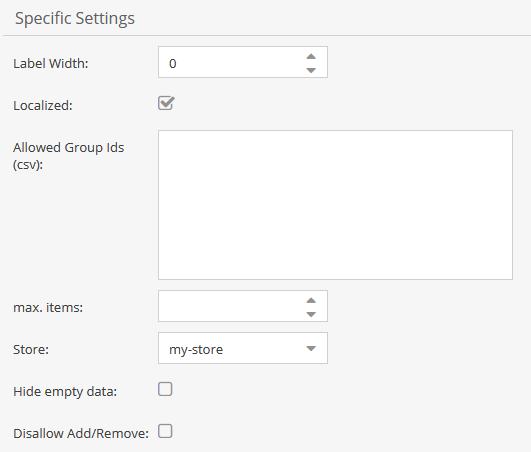 Specific Settings
Label Width: 0
Localized:
Allowed Group Ids
(csv):
max. items:
Store: my-store
Hide empty data:
Disallow Add/Remove: